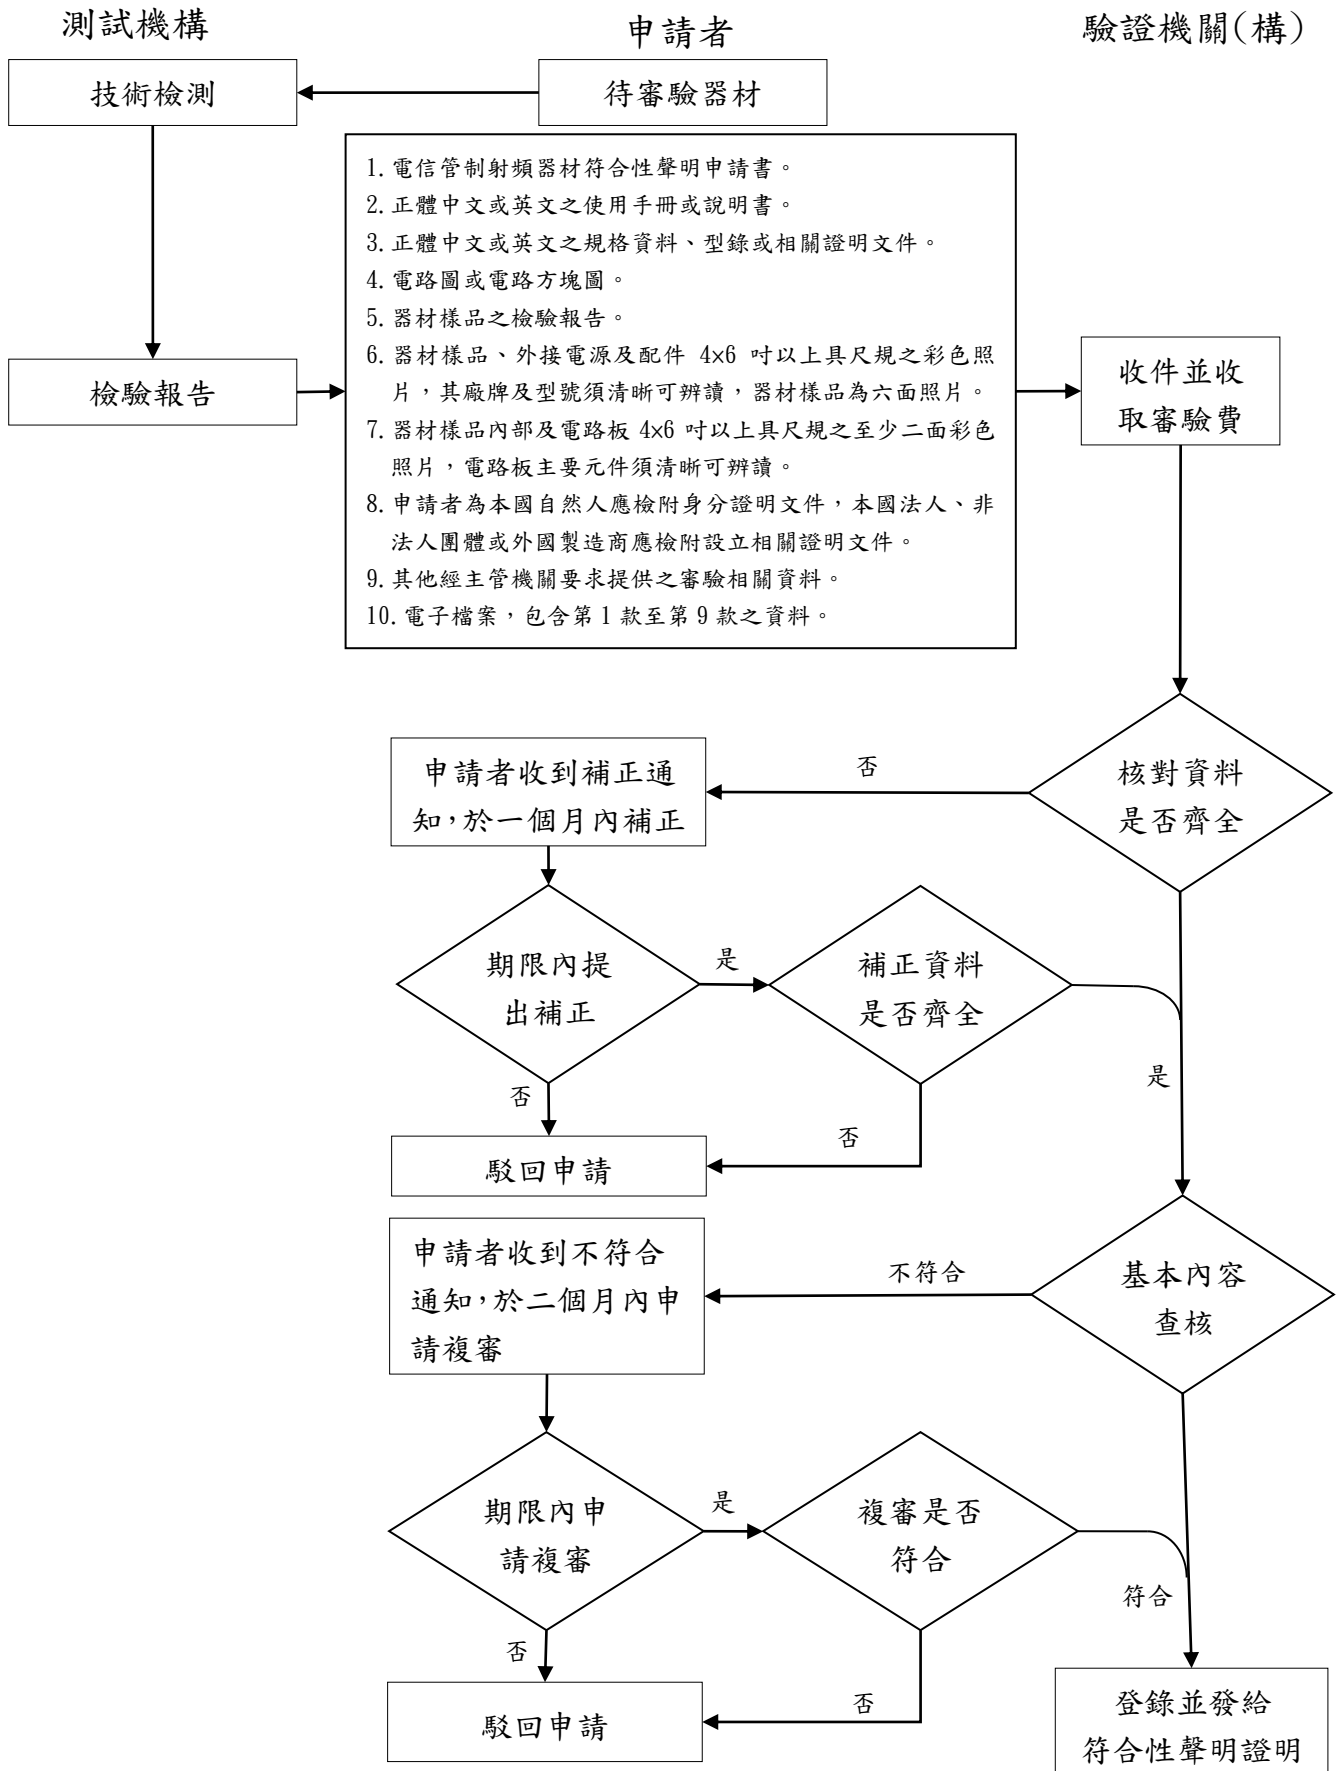 測試機構
申請者
驗證機關(構)
技術檢測
待審驗器材
1. 電信管制射頻器材符合性聲明申請書。
2. 正體中文或英文之使用手冊或說明書。
3. 正體中文或英文之規格資料、型錄或相關證明文件。
4. 電路圖或電路方塊圖。
5. 器材樣品之檢驗報告。
6. 器材樣品、外接電源及配件 4×6 吋以上具尺規之彩色照
片，其廠牌及型號須清晰可辨讀，器材樣品為六面照片。
7. 器材樣品內部及電路板 4×6 吋以上具尺規之至少二面彩色
照片，電路板主要元件須清晰可辨讀。
8. 申請者為本國自然人應檢附身分證明文件，本國法人、非
法人團體或外國製造商應檢附設立相關證明文件。
9. 其他經主管機關要求提供之審驗相關資料。
10. 電子檔案，包含第 1 款至第 9 款之資料。
檢驗報告
收件並收
取審驗費
核對資料
是否齊全
否
申請者收到補正通
知，於一個月內補正
期限內提
出補正
是
補正資料
是否齊全
是
否
否
駁回申請
申請者收到不符合
通知，於二個月內申
請複審
不符合
基本內容
查核
期限內申
請複審
是
複審是否
符合
符合
否
否
駁回申請
登錄並發給
符合性聲明證明